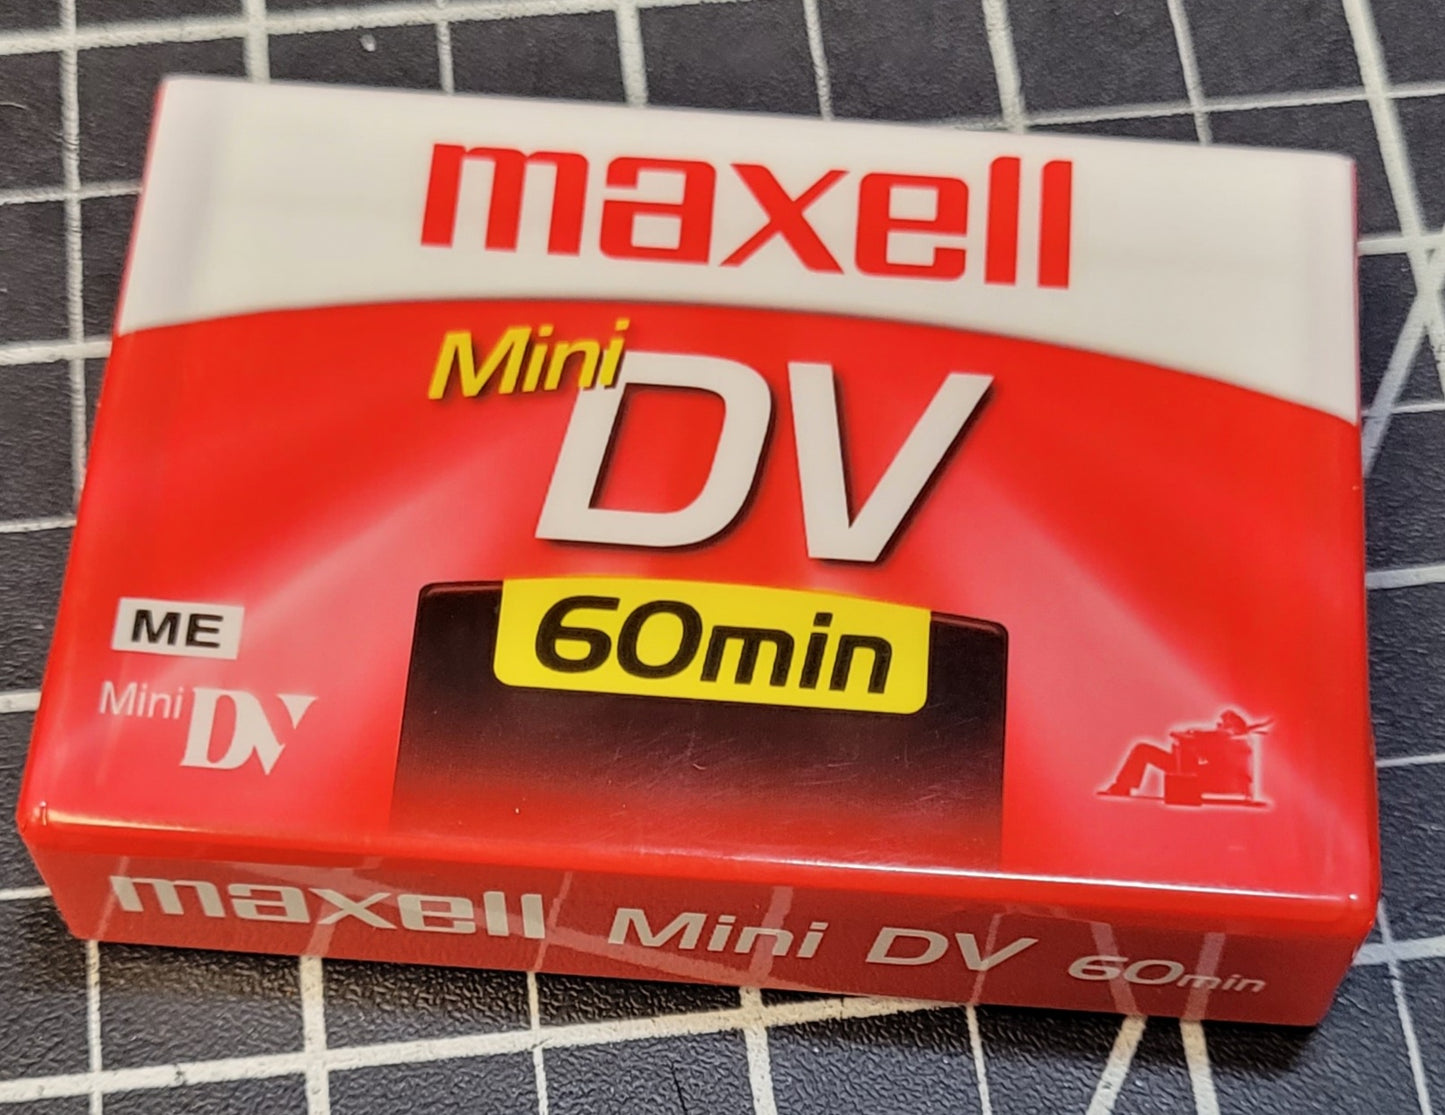 maxell
Mini DV
60min
ME
Mini DV
maxell Mini DV 60min